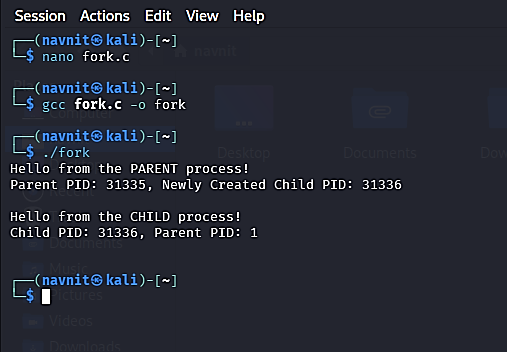 Session Actions Edit View Help
┌──(navnit㉿kali)-[~]
└─$ nano fork.c
┌──(navnit㉿kali)-[~]
└─$ gcc fork.c -o fork
┌──(navnit㉿kali)-[~]
└─$ ./fork
Hello from the PARENT process!
Parent PID: 31335, Newly Created Child PID: 31336
Hello from the CHILD process!
Child PID: 31336, Parent PID: 1
┌──(navnit㉿kali)-[~]
└─$
navnit
Computer
Desktop
Documents
Documents
Music
Pictures
Videos
Downloads